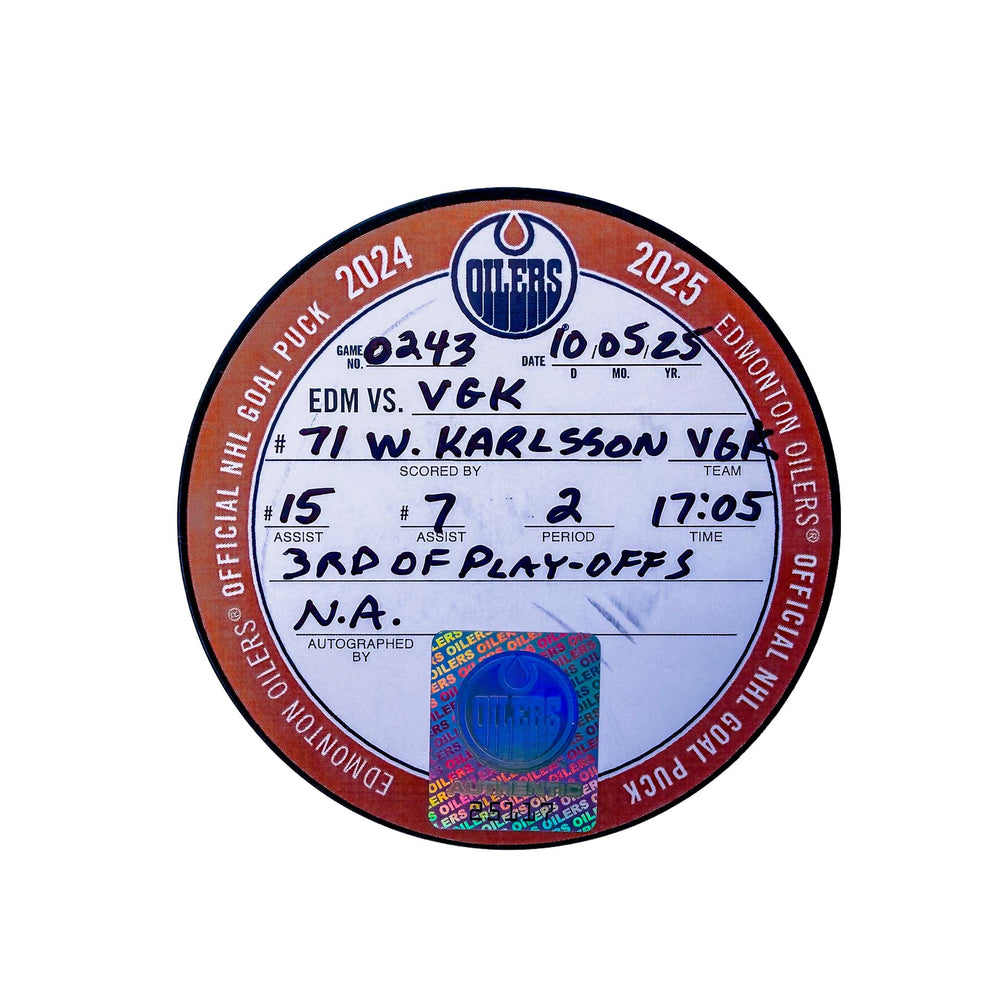 2024
2025
OFFICIAL NHL GOAL PUCK
EDMONTON OILERS®
OILERS
GAME NO. 0243
DATE 10/05/25
D MO. YR.
EDM VS. VGK
# 71 W. KARLSSON VGK
SCORED BY TEAM
# 15 # 7 2 17:05
ASSIST ASSIST PERIOD TIME
3RD OF PLAY-OFFS
N.A.
AUTOGRAPHED BY
EDMONTON OILERS®
OFFICIAL NHL GOAL PUCK
OILERS
AUTHENTIC